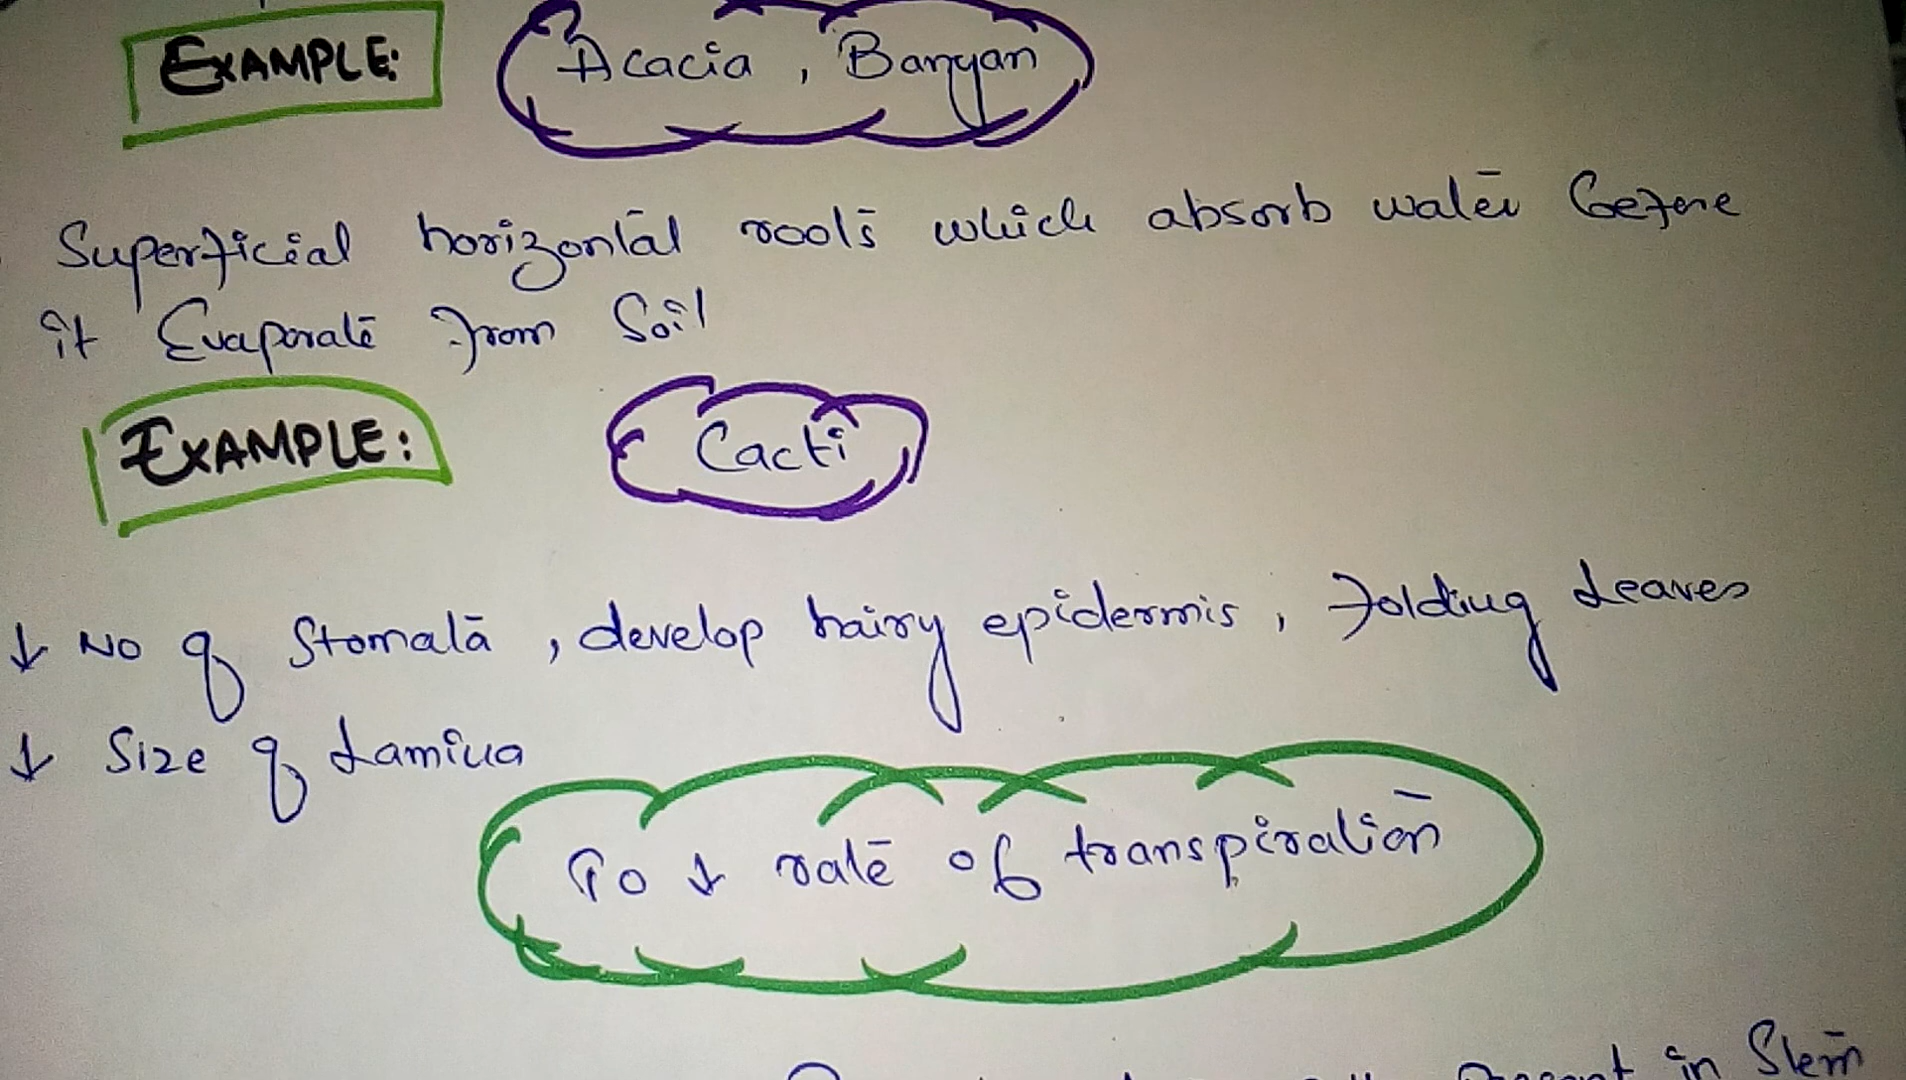 EXAMPLE: Acacia , Banyan
Superficial horizontal roots which absorb water before
it Evaporate from Soil
EXAMPLE: Cacti
↓ No of Stomata , develop hairy epidermis , Folding Leaves
↓ Size of Lamina
To ↓ rate of transpiration
Present in Stem